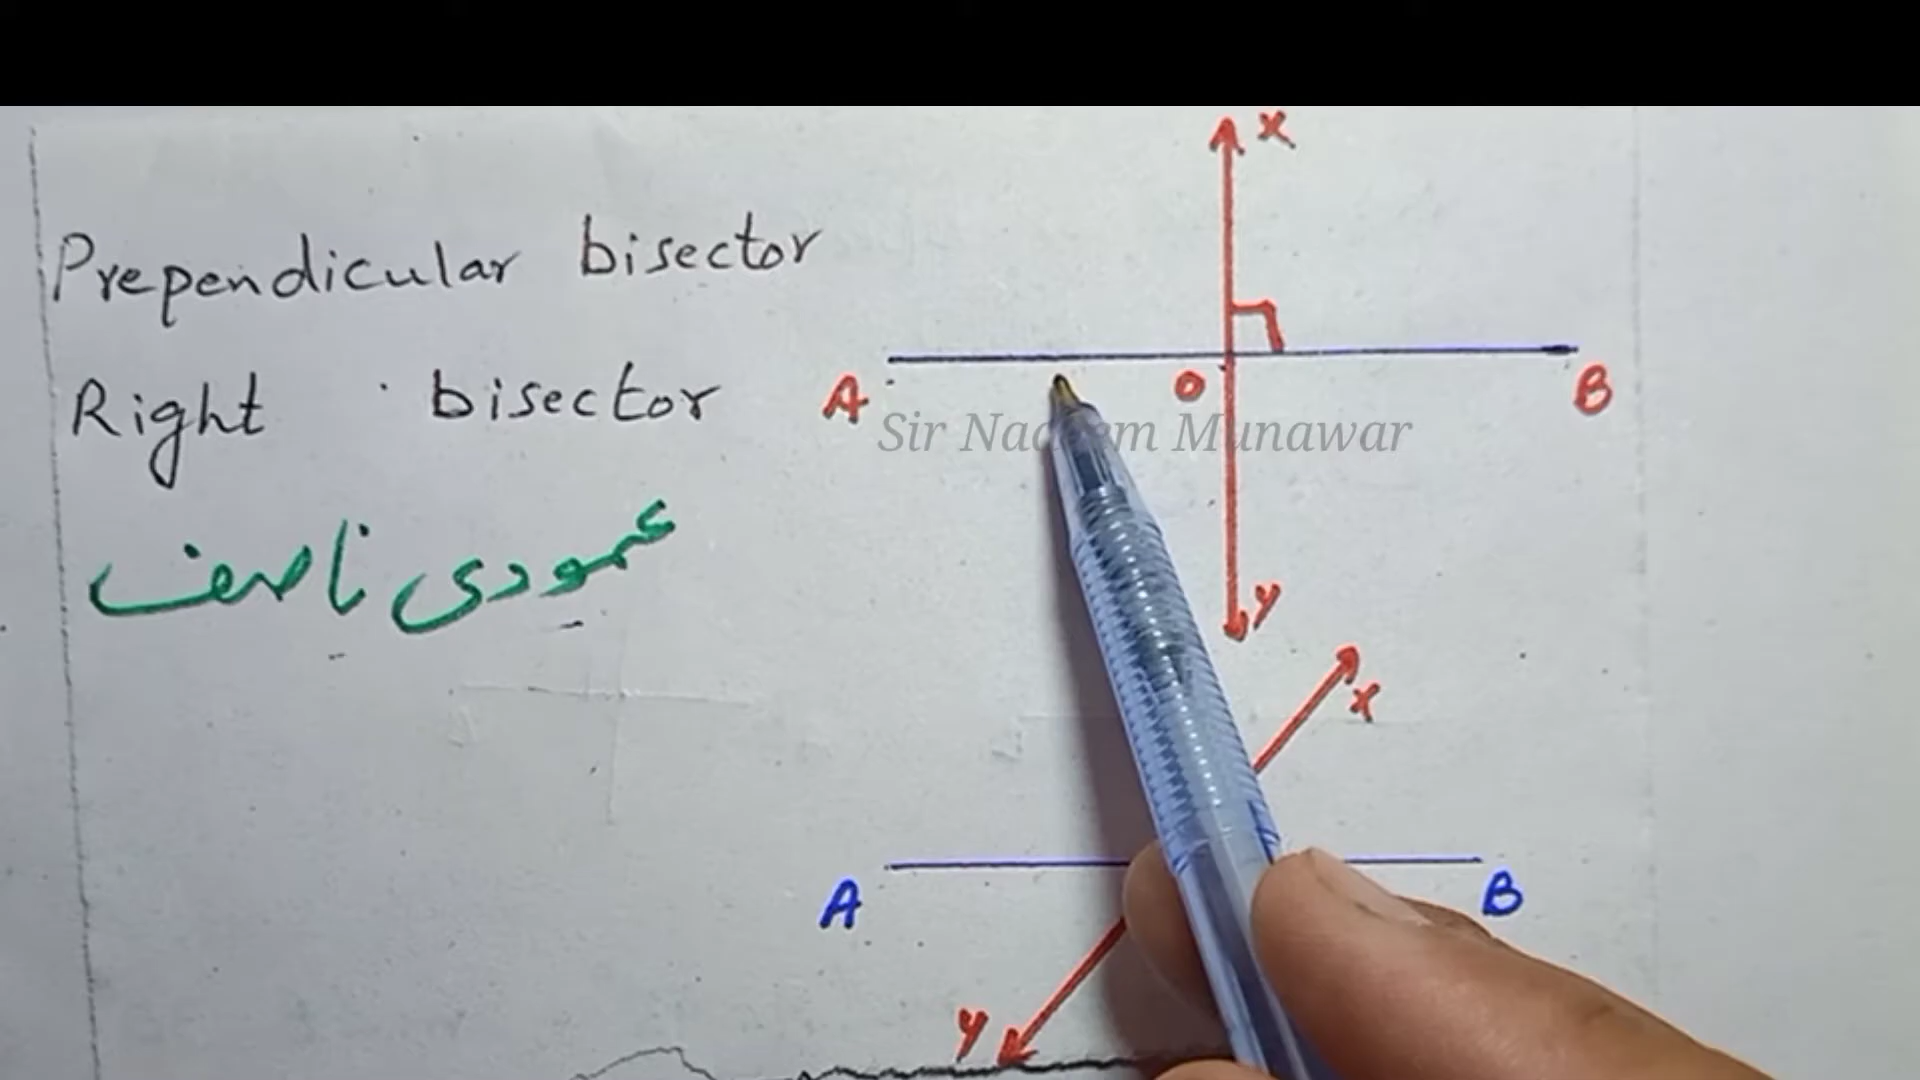 Prependicular bisector
Right bisector
عمودی ناصف
X
A O B
Sir Nadeem Munawar
Y
X
A B
Y